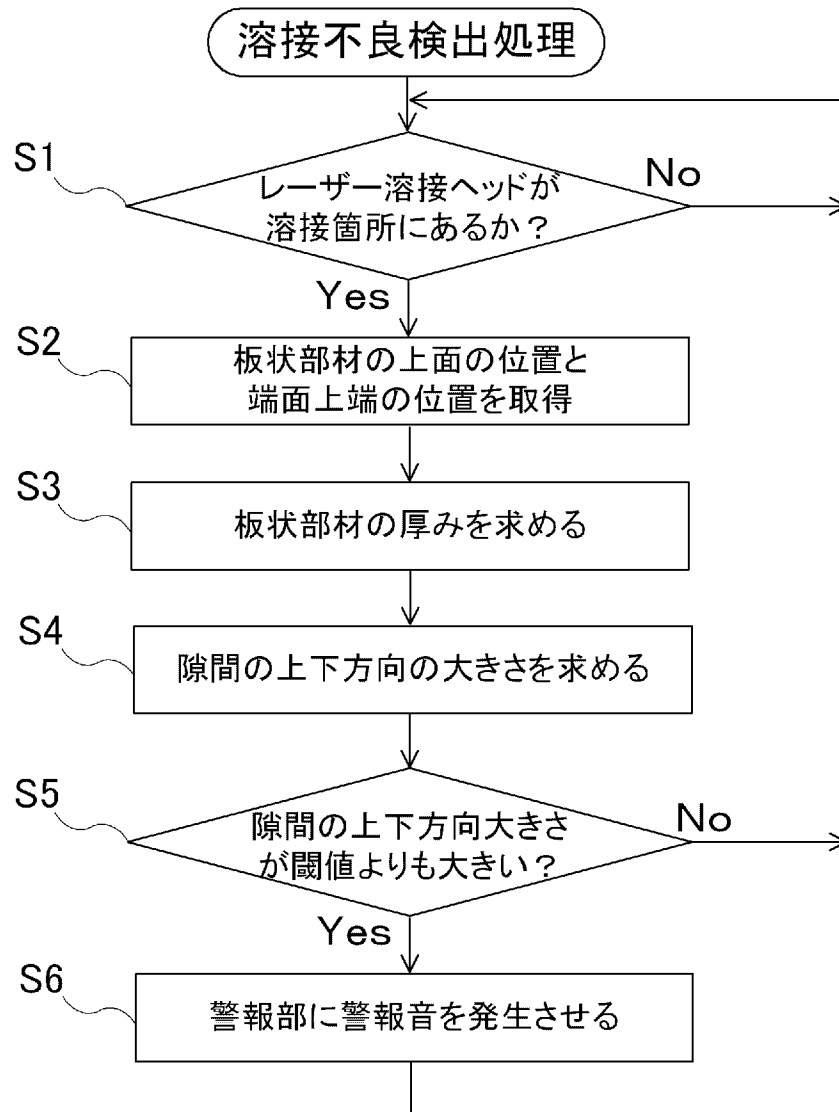 溶接不良検出処理
S1
レーザー溶接ヘッドが
溶接箇所にあるか？
No
Yes
S2
板状部材の上面の位置と
端面上端の位置を取得
S3
板状部材の厚みを求める
S4
隙間の上下方向の大きさを求める
S5
隙間の上下方向大きさ
が閾値よりも大きい？
No
Yes
S6
警報部に警報音を発生させる